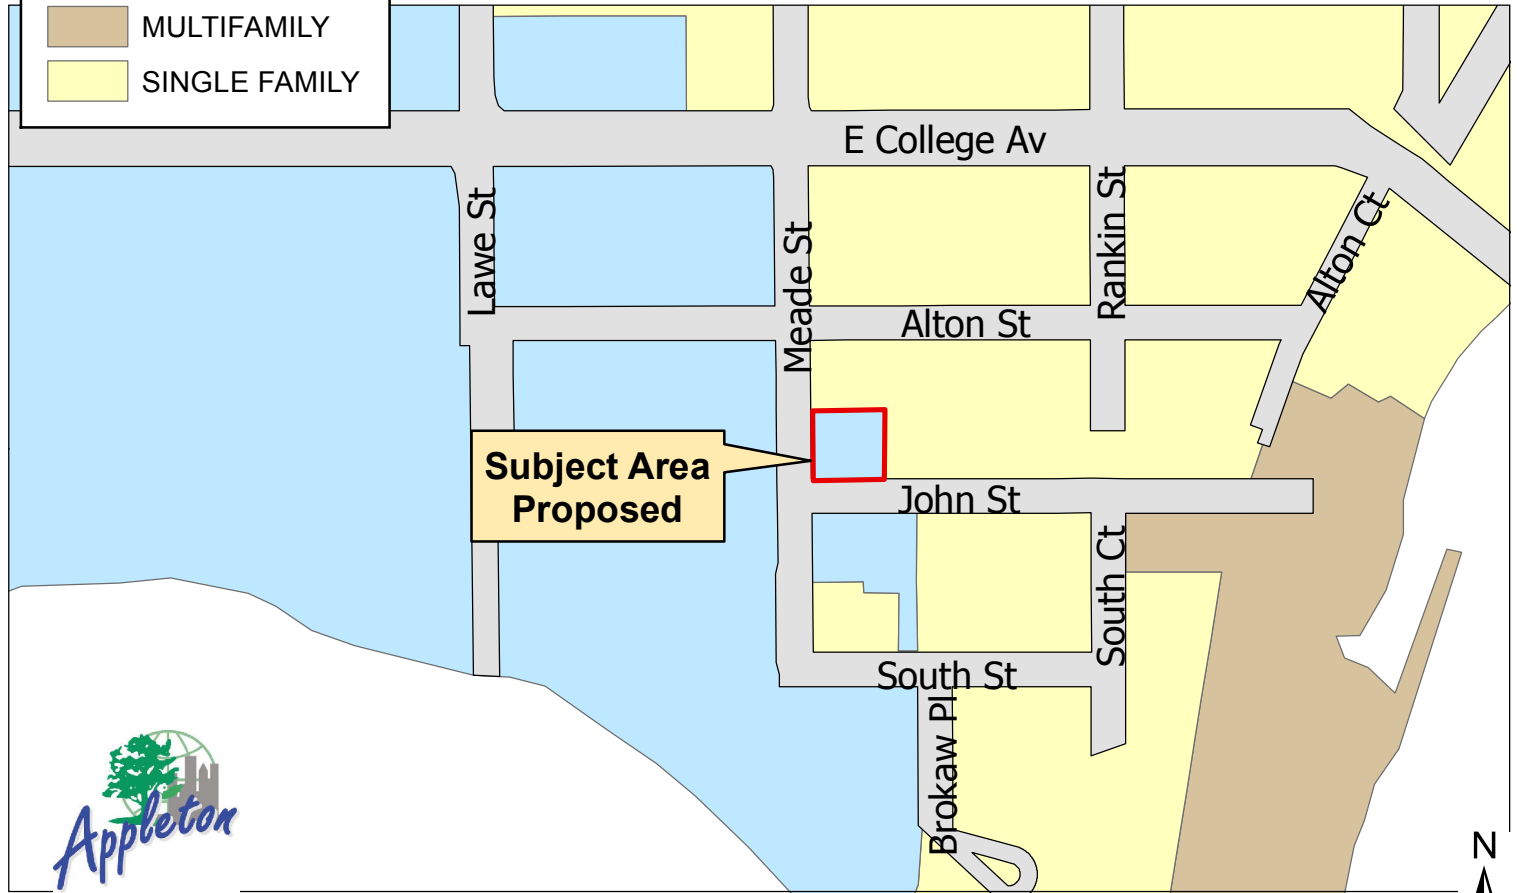 MULTIFAMILY
SINGLE FAMILY
E College Av
Lawe St
Meade St
Rankin St
Alton Ct
Alton St
Subject Area
Proposed
John St
South Ct
South St
Brokaw Pl
Appleton
N